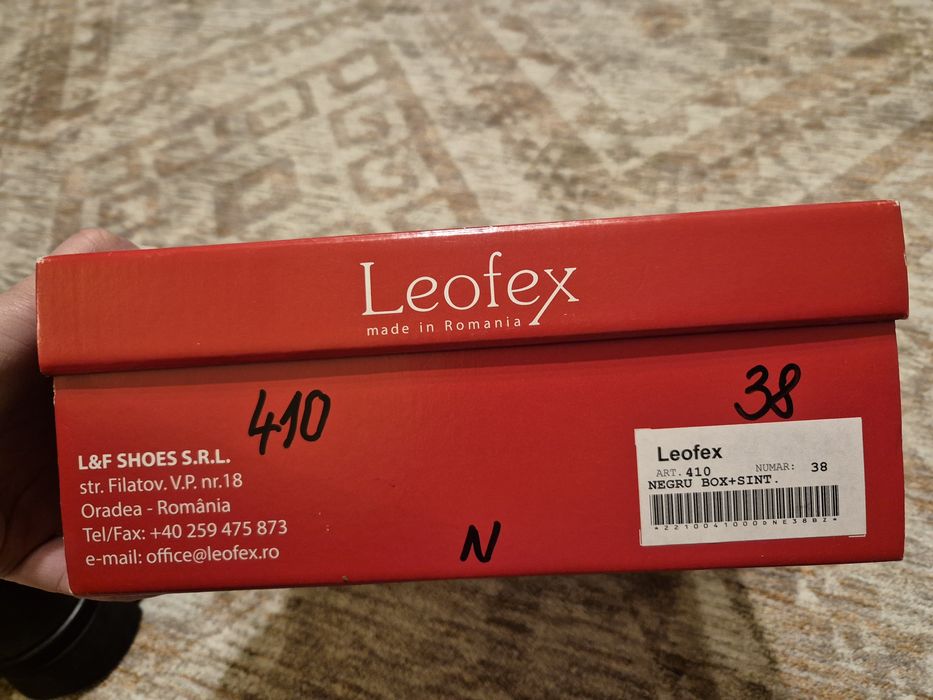 Leofex
made in Romania
410
38
L&F SHOES S.R.L.
str. Filatov. V.P. nr.18
Oradea - România
Tel/Fax: +40 259 475 873
e-mail: office@leofex.ro
N
Leofex
ART. 410 NUMAR: 38
NEGRU BOX+SINT.
*22100410000DNE38BZ*